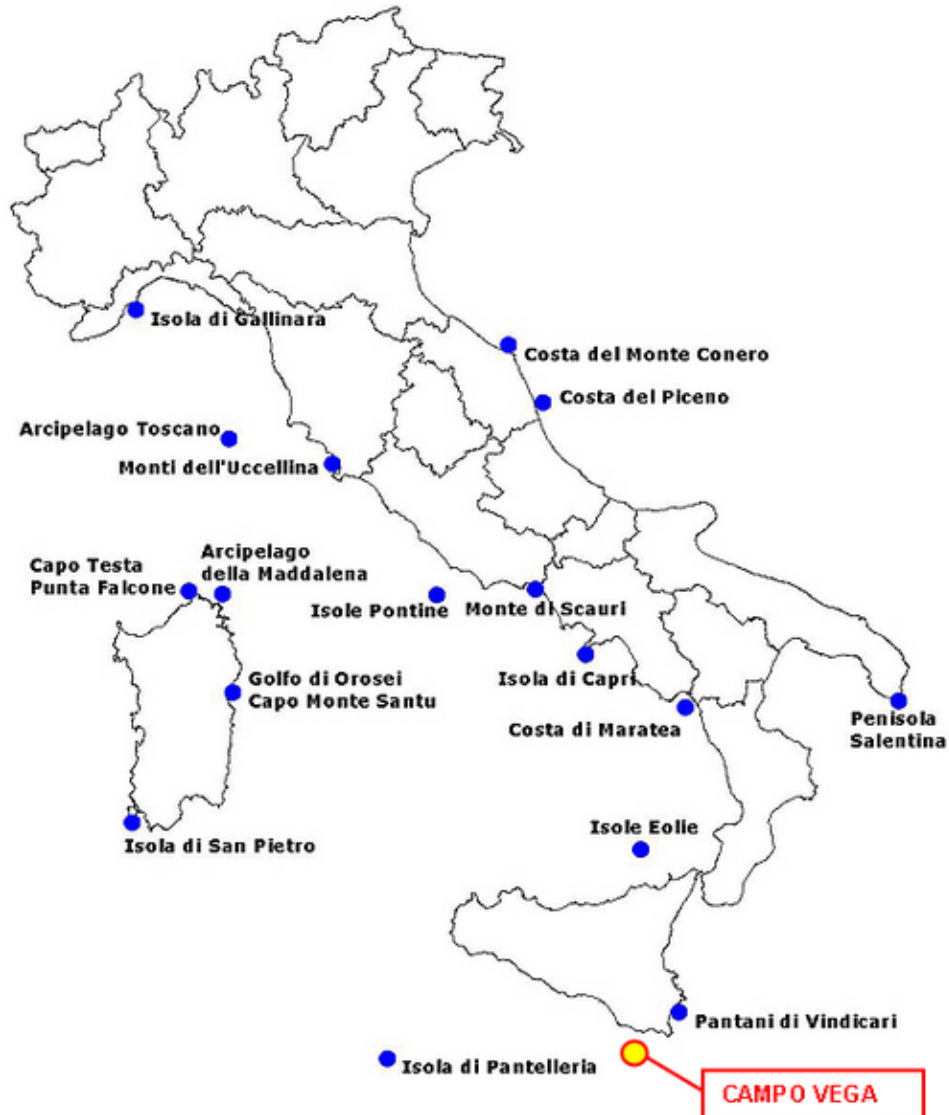 Isola di Gallinara
Costa del Monte Conero
Costa del Piceno
Arcipelago Toscano
Monti dell'Uccellina
Capo Testa
Punta Falcone
Arcipelago
della Maddalena
Isole Pontine
Monte di Scauri
Isola di Capri
Golfo di Orosei
Capo Monte Santu
Costa di Maratea
Penisola
Salentina
Isola di San Pietro
Isole Eolie
Pantani di Vindicari
Isola di Pantelleria
CAMPO VEGA